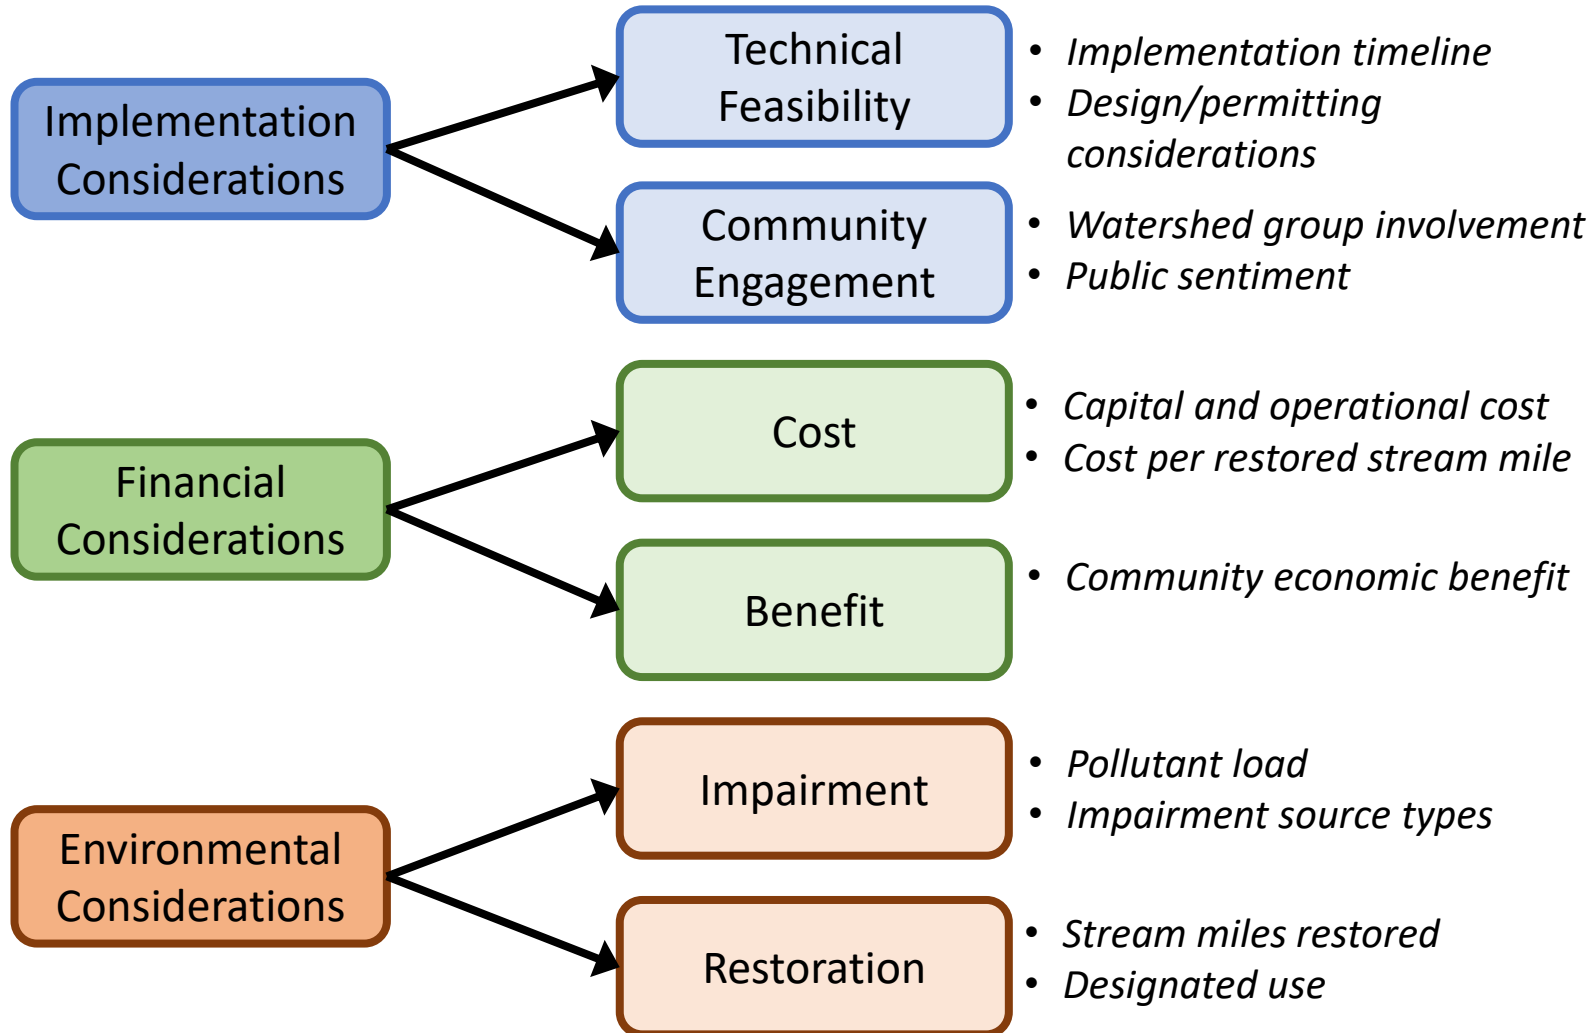 Implementation
Considerations
Technical
Feasibility
• Implementation timeline
• Design/permitting
considerations
Community
Engagement
• Watershed group involvement
• Public sentiment
Financial
Considerations
Cost
• Capital and operational cost
• Cost per restored stream mile
Benefit
• Community economic benefit
Environmental
Considerations
Impairment
• Pollutant load
• Impairment source types
Restoration
• Stream miles restored
• Designated use